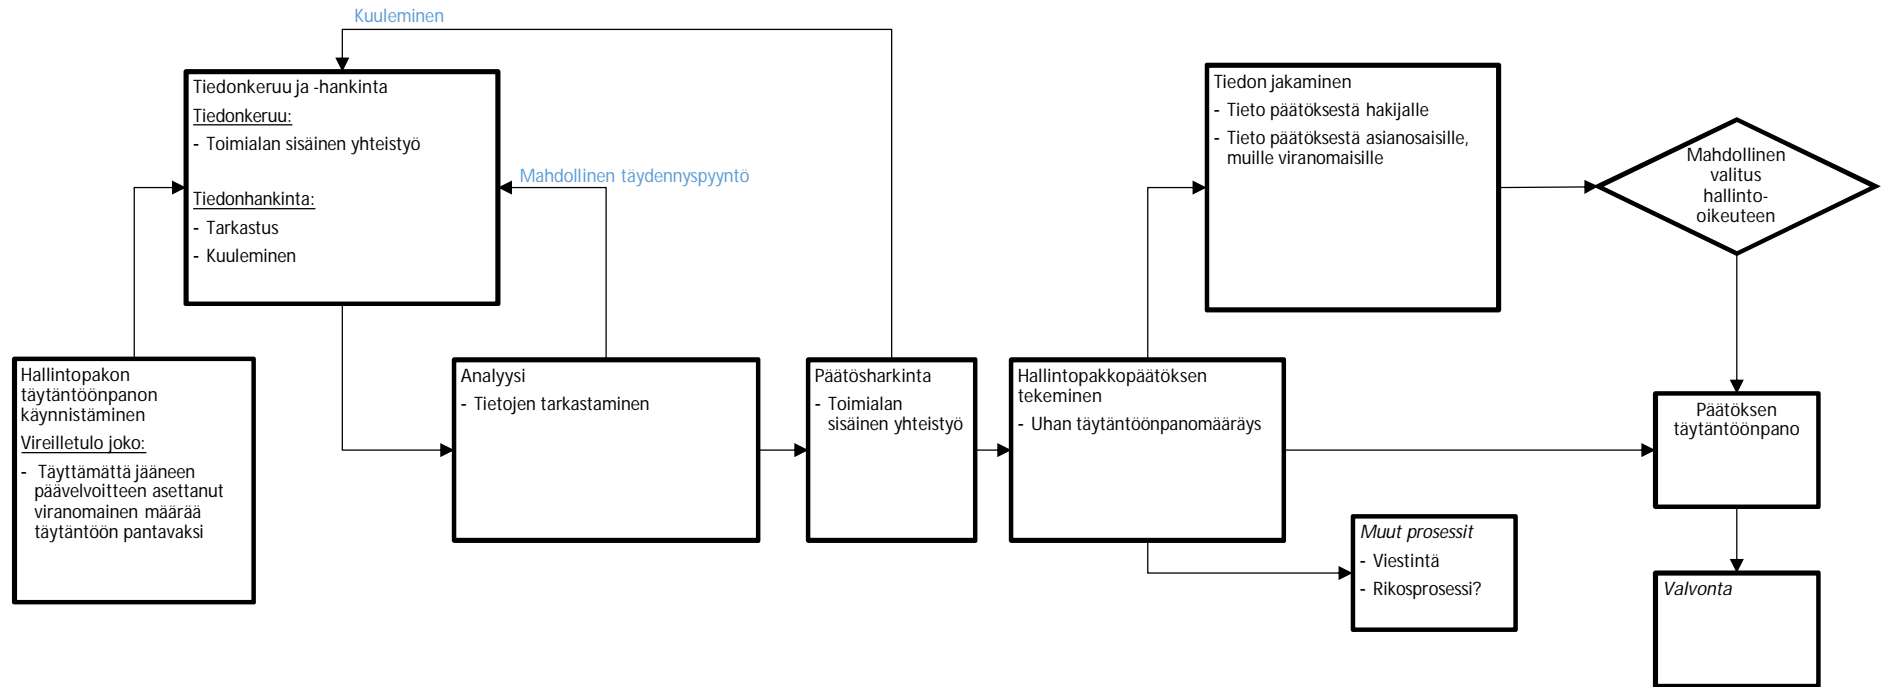 Kuuleminen
Tiedonkeruu ja -hankinta
Tiedonkeruu:
- Toimialan sisäinen yhteistyö
Tiedonhankinta:
- Tarkastus
- Kuuleminen
Mahdollinen täydennyspyyntö
Hallintopakon
täytäntöönpanon
käynnistäminen
Vireilletulo joko:
- Täyttämättä jääneen
päävelvoitteen asettanut
viranomainen määrää
täytäntöön pantavaksi
Analyysi
- Tietojen tarkastaminen
Päätösharkinta
- Toimialan
sisäinen yhteistyö
Hallintopakkopäätöksen
tekeminen
- Uhan täytäntöönpanomääräys
Tiedon jakaminen
- Tieto päätöksestä hakijalle
- Tieto päätöksestä asianosaisille,
muille viranomaisille
Mahdollinen
valitus
hallinto-
oikeuteen
Muut prosessit
- Viestintä
- Rikosprosessi?
Päätöksen
täytäntöönpano
Valvonta